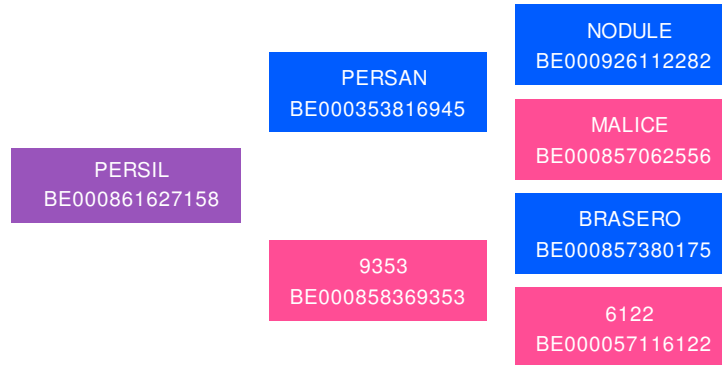 PERSIL
BE000861627158
PERSAN
BE000353816945
9353
BE000858369353
NODULE
BE000926112282
MALICE
BE000857062556
BRASERO
BE000857380175
6122
BE000057116122